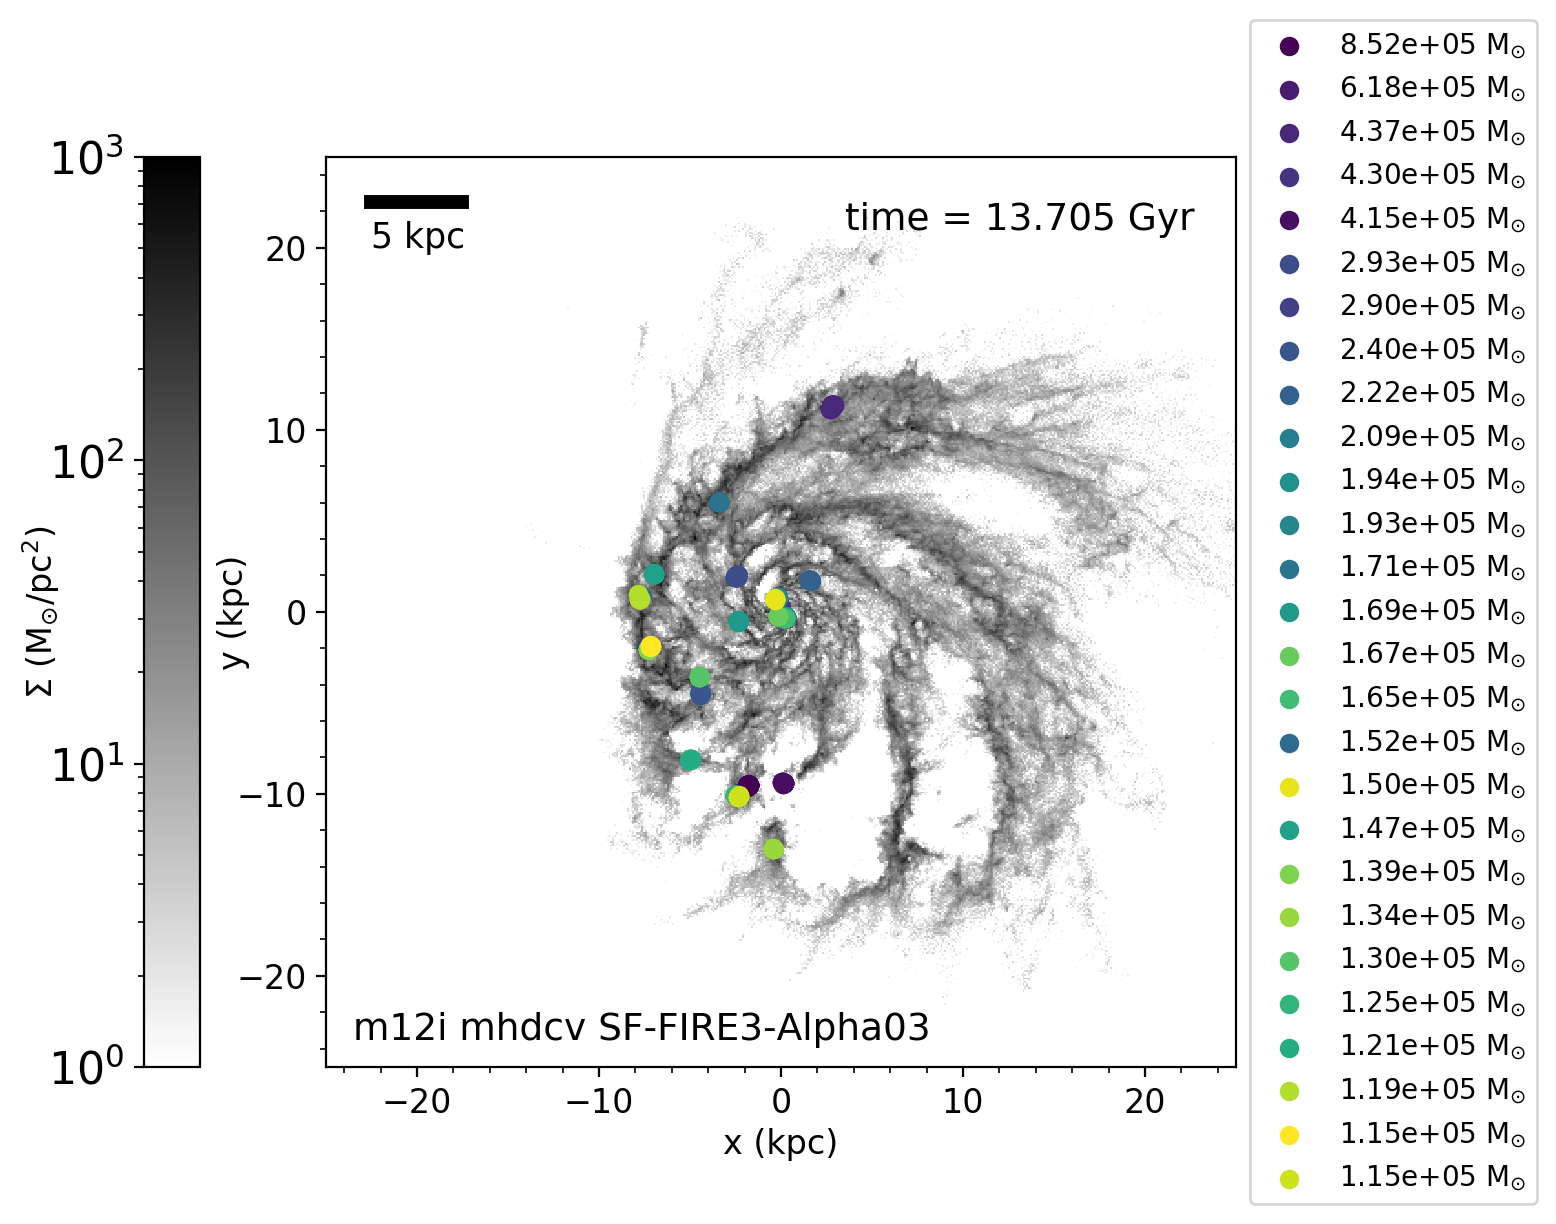 10³
10²
10¹
10⁰
Σ (M⊙/pc²)
y (kpc)
20
10
0
−10
−20
5 kpc
time = 13.705 Gyr
m12i mhdcv SF-FIRE3-Alpha03
−20 −10 0 10 20
x (kpc)
8.52e+05 M⊙
6.18e+05 M⊙
4.37e+05 M⊙
4.30e+05 M⊙
4.15e+05 M⊙
2.93e+05 M⊙
2.90e+05 M⊙
2.40e+05 M⊙
2.22e+05 M⊙
2.09e+05 M⊙
1.94e+05 M⊙
1.93e+05 M⊙
1.71e+05 M⊙
1.69e+05 M⊙
1.67e+05 M⊙
1.65e+05 M⊙
1.52e+05 M⊙
1.50e+05 M⊙
1.47e+05 M⊙
1.39e+05 M⊙
1.34e+05 M⊙
1.30e+05 M⊙
1.25e+05 M⊙
1.21e+05 M⊙
1.19e+05 M⊙
1.15e+05 M⊙
1.15e+05 M⊙